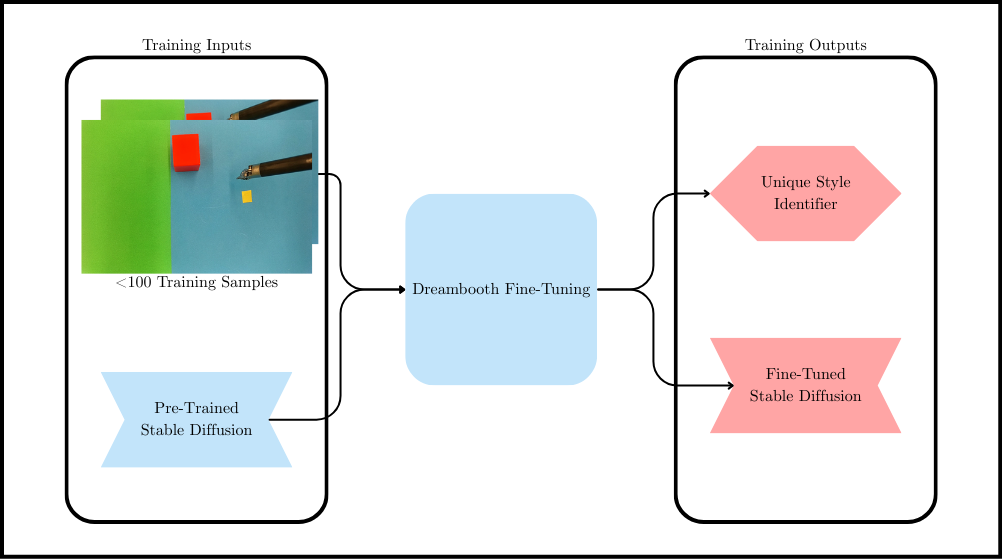 Training Inputs
<100 Training Samples
Pre-Trained
Stable Diffusion
Dreambooth Fine-Tuning
Training Outputs
Unique Style
Identifier
Fine-Tuned
Stable Diffusion